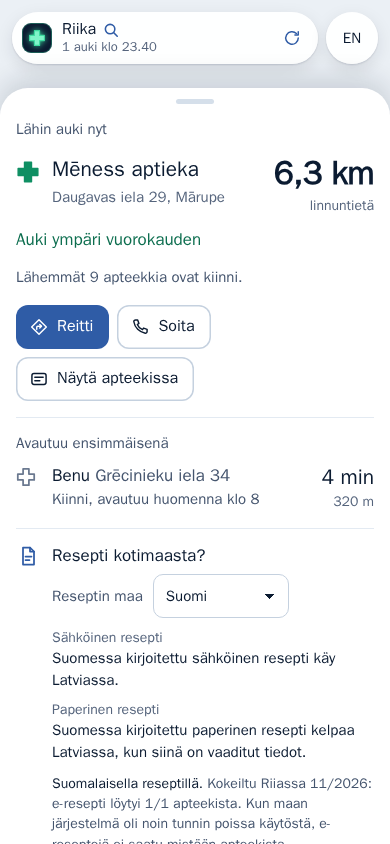 Riika
1 auki klo 23.40
EN
Lähin auki nyt
Mēness aptieka
6,3 km
Daugavas iela 29, Mārupe
linnuntietä
Auki ympäri vuorokauden
Lähemmät 9 apteekkia ovat kiinni.
Reitti
Soita
Näytä apteekissa
Avautuu ensimmäisenä
Benu Grēcinieku iela 34
4 min
Kiinni, avautuu huomenna klo 8
320 m
Resepti kotimaasta?
Reseptin maa
Suomi
Sähköinen resepti
Suomessa kirjoitettu sähköinen resepti käy
Latviassa.
Paperinen resepti
Suomessa kirjoitettu paperinen resepti kelpaa
Latviassa, kun siinä on vaaditut tiedot.
Suomalaisella reseptillä. Kokeiltu Riiassa 11/2026:
e-resepti löytyi 1/1 apteekista. Kun maan
järjestelmä oli noin tunnin poissa käytöstä, e-